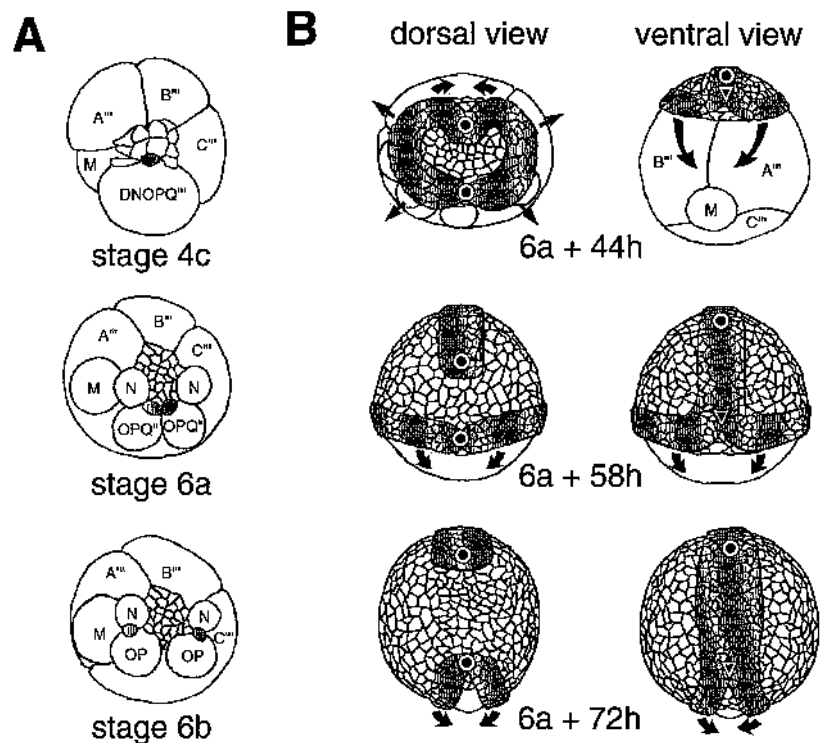 A
B'''
A'''
C'''
M
DNOPQ'''
stage 4c
B'''
A'''
C'''
M
N
N
OPQ''
OPQ''
stage 6a
A'''
B'''
N
N
M
C'''
OP
OP
stage 6b
B
dorsal view
ventral view
B'''
A'''
M
C'''
6a + 44h
6a + 58h
6a + 72h